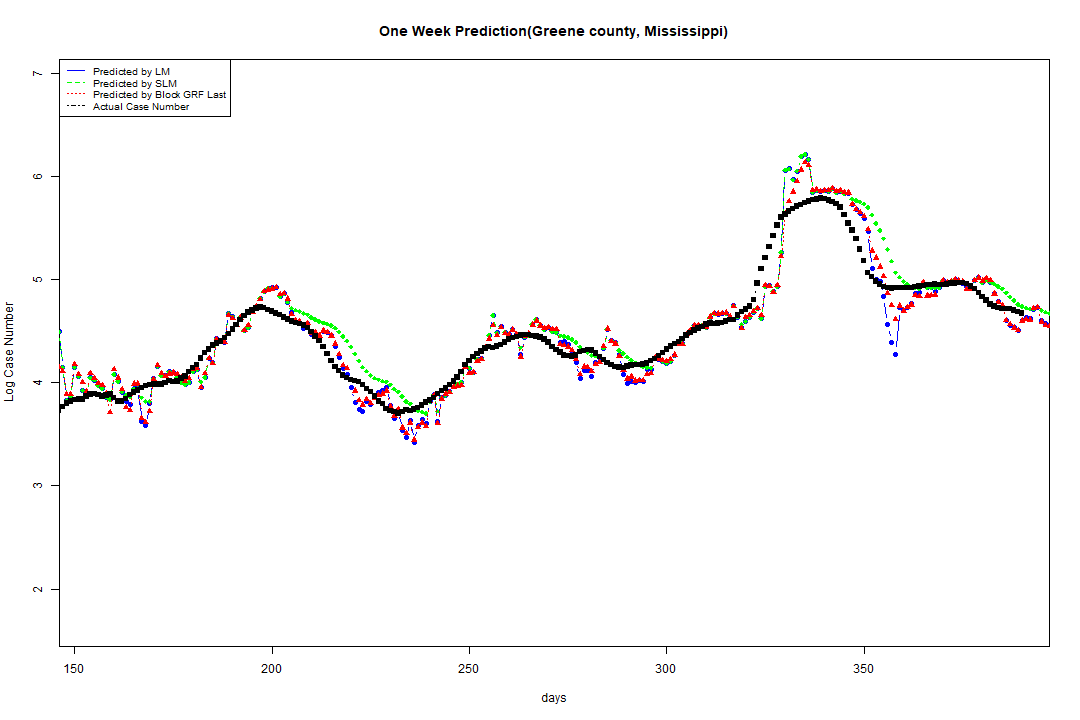 One Week Prediction(Greene county, Mississippi)
Predicted by LM
Predicted by SLM
Predicted by Block GRF Last
Actual Case Number
7
6
5
4
3
2
Log Case Number
150 200 250 300 350
days